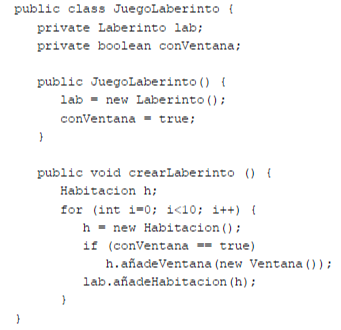 public class JuegoLaberinto {
private Laberinto lab;
private boolean conVentana;
public JuegoLaberinto() {
lab = new Laberinto();
conVentana = true;
}
public void crearLaberinto () {
Habitacion h;
for (int i=0; i<10; i++) {
h = new Habitacion();
if (conVentana == true)
h.añadeVentana(new Ventana());
lab.añadeHabitacion(h);
}
}